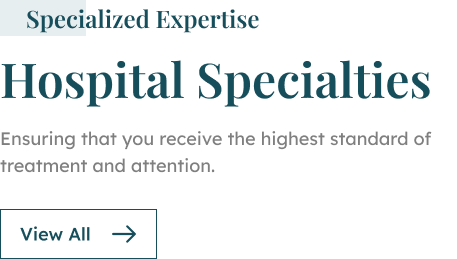 Specialized Expertise
Hospital Specialties
Ensuring that you receive the highest standard of
treatment and attention.
View All